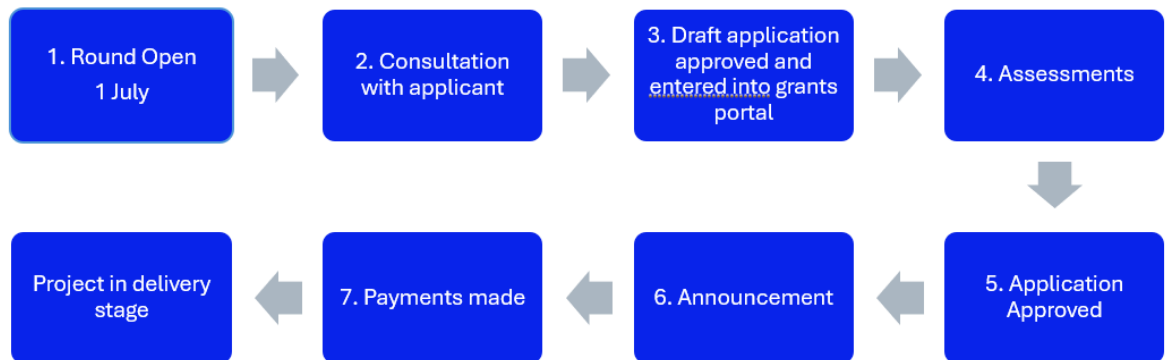 1. Round Open
1 July
2. Consultation
with applicant
3. Draft application
approved and
entered into grants
portal
4. Assessments
5. Application
Approved
6. Announcement
7. Payments made
Project in delivery
stage